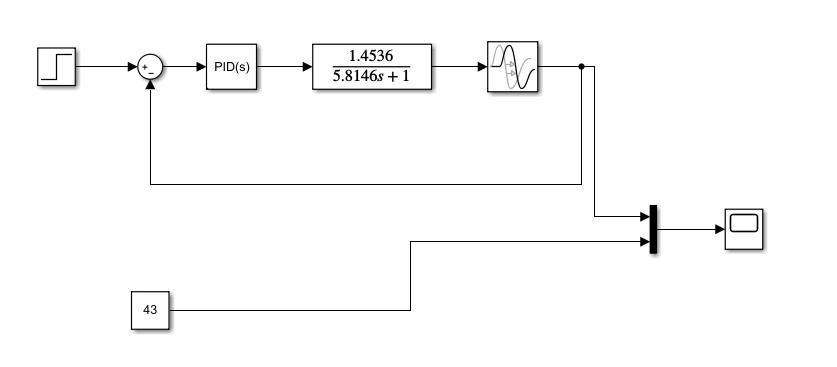 +
−
PID(s)
1.4536
5.8146s + 1
43